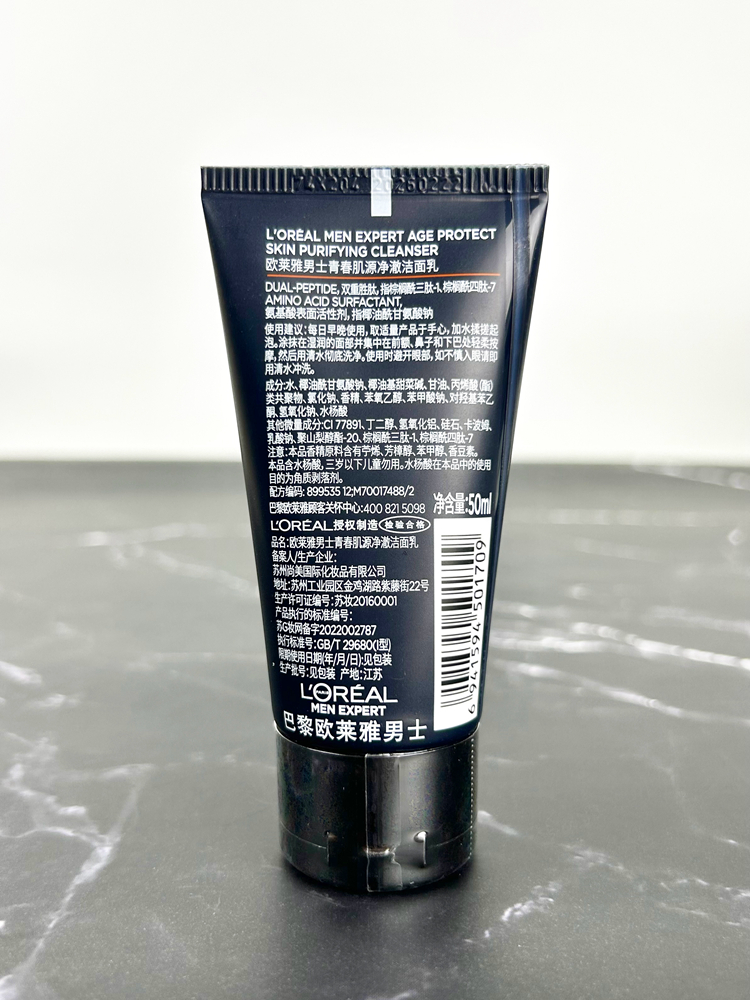 14X204 20260222
L'ORÉAL MEN EXPERT AGE PROTECT
SKIN PURIFYING CLEANSER
欧莱雅男士青春肌源净澈洁面乳
DUAL-PEPTIDE, 双重胜肽, 指棕榈酰三肽-1、棕榈酰四肽-7
AMINO ACID SURFACTANT,
氨基酸表面活性剂, 指椰油酰甘氨酸钠
使用建议: 每日早晚使用, 取适量产品于手心, 加水揉搓起
泡。涂抹在湿润的面部并集中在前额、鼻子和下巴处轻柔按
摩, 然后用清水彻底洗净。使用时避开眼部, 如不慎入眼请即
用清水冲洗。
成分:水、椰油酰甘氨酸钠、椰油基甜菜碱、甘油、丙烯酸(酯)
类共聚物、氯化钠、香精、苯氧乙醇、苯甲酸钠、对羟基苯乙
酮、氢氧化钠、水杨酸
其他微量成分:CI 77891、丁二醇、氢氧化铝、硅石、卡波姆、
乳酸钠、聚山梨醇酯-20、棕榈酰三肽-1、棕榈酰四肽-7
注意:本品香精原料含有苧烯、芳樟醇、苯甲醇、香豆素。
本品含水杨酸, 三岁以下儿童勿用。水杨酸在本品中的使用
目的为角质剥落剂。
配方编码: 899535 12;M70017488/2
巴黎欧莱雅顾客关怀中心:400 821 5098
净含量:50ml
L'ORÉAL授权制造 检验合格
品名:欧莱雅男士青春肌源净澈洁面乳
备案人/生产企业:
苏州尚美国际化妆品有限公司
地址:苏州工业园区金鸡湖路紫藤街22号
生产许可证编号:苏妆20160001
产品执行的标准编号:
苏G妆网备字2022002787
执行标准号:GB/T 29680(I型)
限期使用日期(年/月/日):见包装
生产批号:见包装 产地:江苏
6 941594 501709
L'ORÉAL
MEN EXPERT
巴黎欧莱雅男士